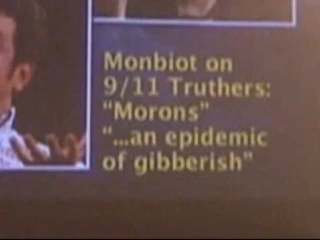 Monbiot on
9/11 Truthers:
"Morons"
"...an epidemic
of gibberish"